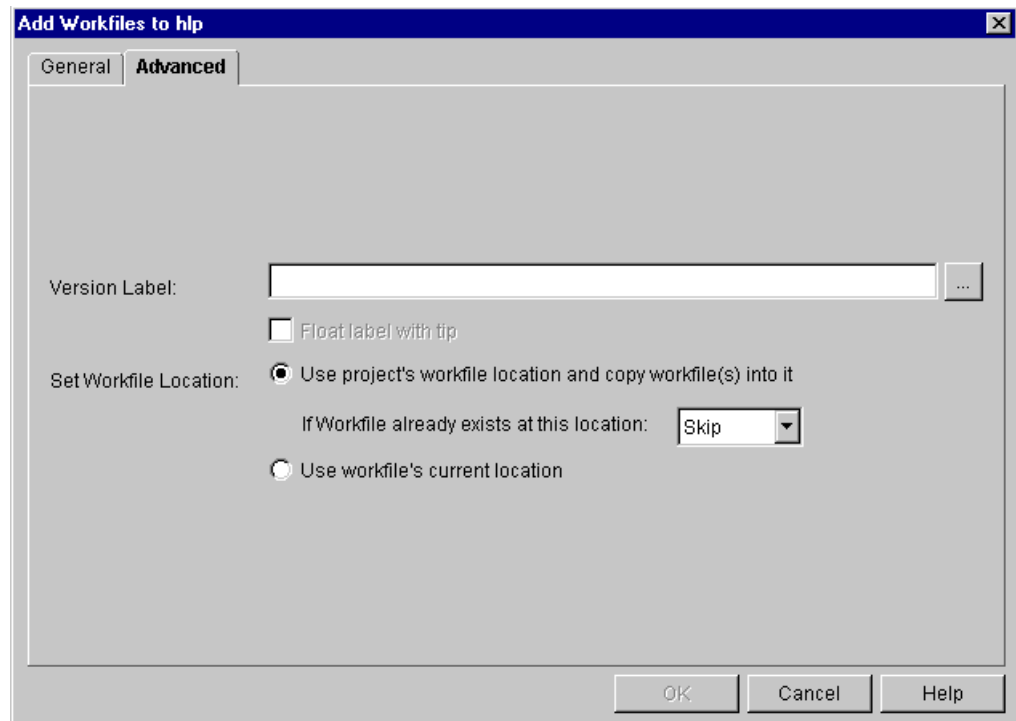 Add Workfiles to hlp
General Advanced
Version Label:
...
Float label with tip
Set Workfile Location: Use project's workfile location and copy workfile(s) into it
If Workfile already exists at this location: Skip
Use workfile's current location
OK Cancel Help